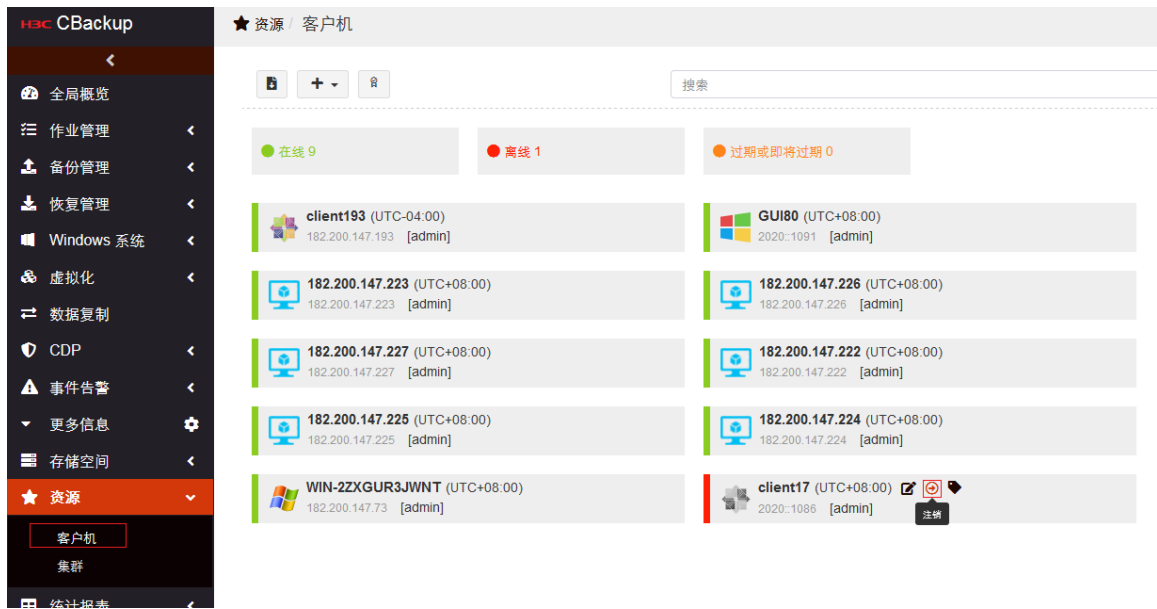 H3C CBackup
资源 / 客户机
全局概览
作业管理
备份管理
恢复管理
Windows 系统
虚拟化
数据复制
CDP
事件告警
更多信息
存储空间
资源
客户机
集群
统计报表
搜索
在线 9
离线 1
过期或即将过期 0
client193 (UTC-04:00)
182.200.147.193 [admin]
GUI80 (UTC+08:00)
2020::1091 [admin]
182.200.147.223 (UTC+08:00)
182.200.147.223 [admin]
182.200.147.226 (UTC+08:00)
182.200.147.226 [admin]
182.200.147.227 (UTC+08:00)
182.200.147.227 [admin]
182.200.147.222 (UTC+08:00)
182.200.147.222 [admin]
182.200.147.225 (UTC+08:00)
182.200.147.225 [admin]
182.200.147.224 (UTC+08:00)
182.200.147.224 [admin]
WIN-2ZXGUR3JWNT (UTC+08:00)
182.200.147.73 [admin]
client17 (UTC+08:00)
2020::1086 [admin]
注销